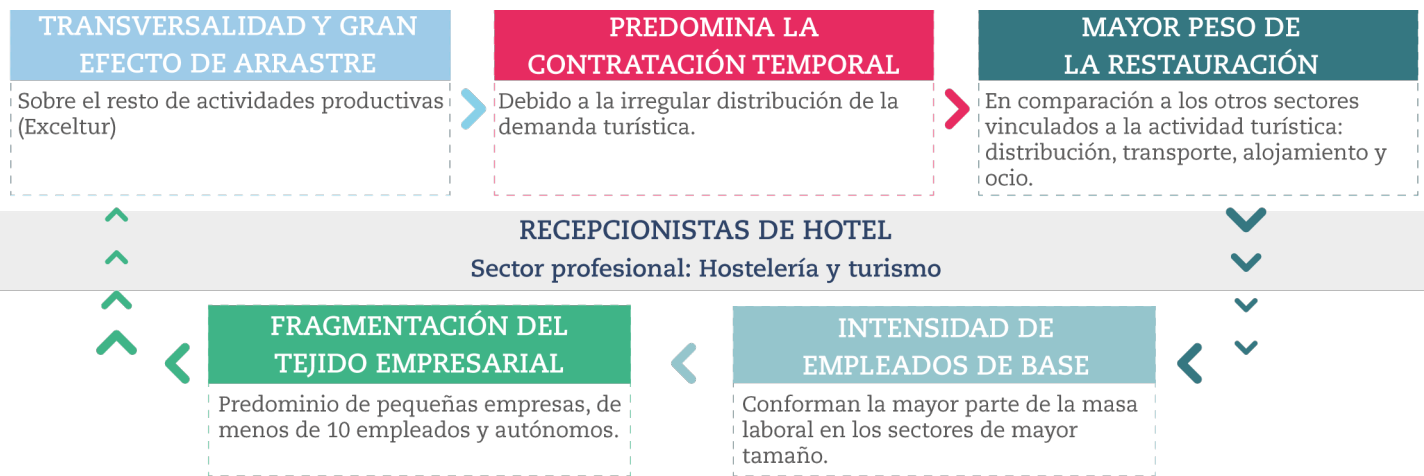 TRANSVERSALIDAD Y GRAN
EFECTO DE ARRASTRE
Sobre el resto de actividades productivas
(Exceltur)
PREDOMINA LA
CONTRATACIÓN TEMPORAL
Debido a la irregular distribución de la
demanda turística.
MAYOR PESO DE
LA RESTAURACIÓN
En comparación a los otros sectores
vinculados a la actividad turística:
distribución, transporte, alojamiento y
ocio.
RECEPCIONISTAS DE HOTEL
Sector profesional: Hostelería y turismo
FRAGMENTACIÓN DEL
TEJIDO EMPRESARIAL
Predominio de pequeñas empresas, de
menos de 10 empleados y autónomos.
INTENSIDAD DE
EMPLEADOS DE BASE
Conforman la mayor parte de la masa
laboral en los sectores de mayor
tamaño.